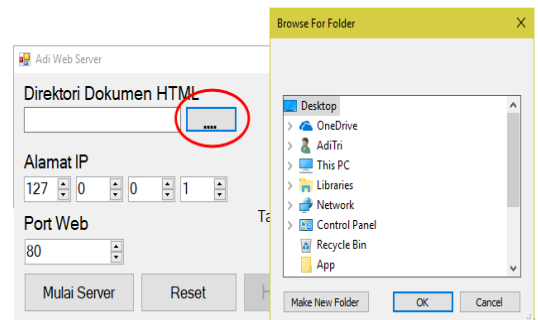 Adi Web Server
Direktori Dokumen HTML
....
Alamat IP
127 0 0 1
Port Web
80
Mulai Server Reset
Browse For Folder
Desktop
OneDrive
AdiTri
This PC
Libraries
Network
Control Panel
Recycle Bin
App
Make New Folder OK Cancel